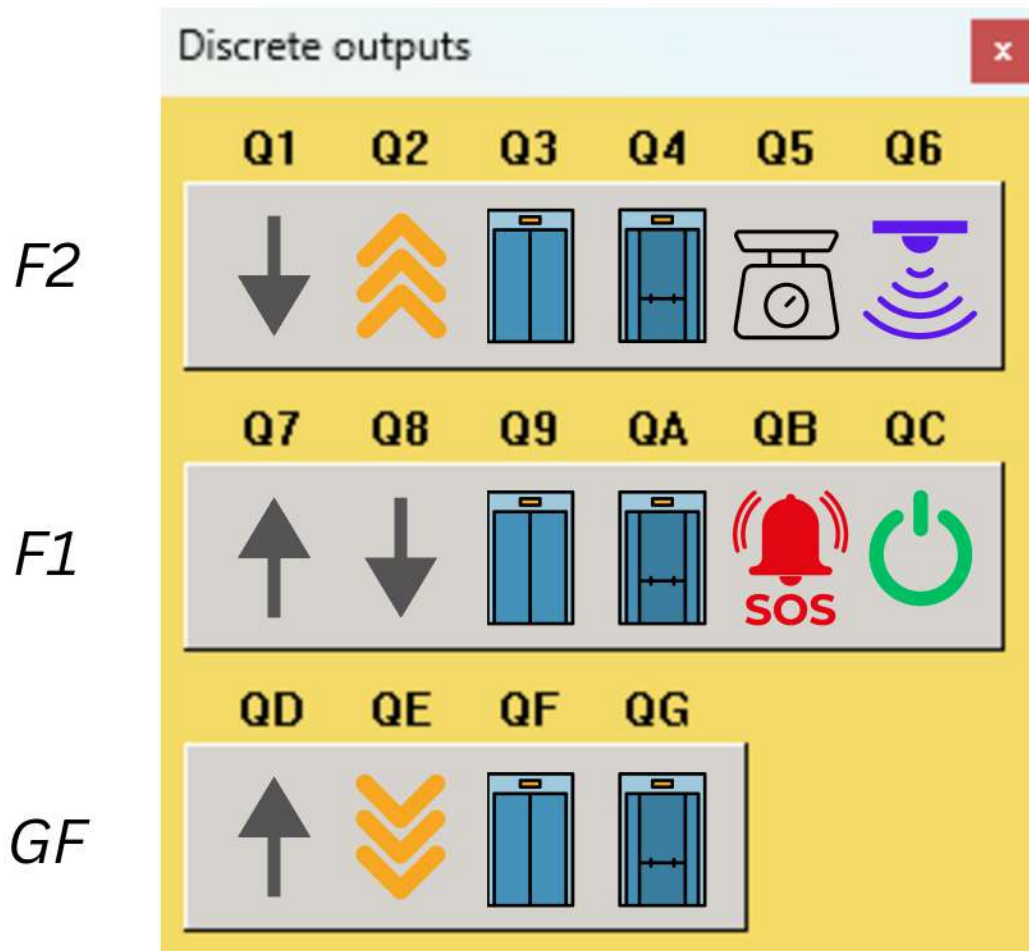 Discrete outputs x
Q1 Q2 Q3 Q4 Q5 Q6
F2
Q7 Q8 Q9 QA QB QC
F1
SOS
QD QE QF QG
GF